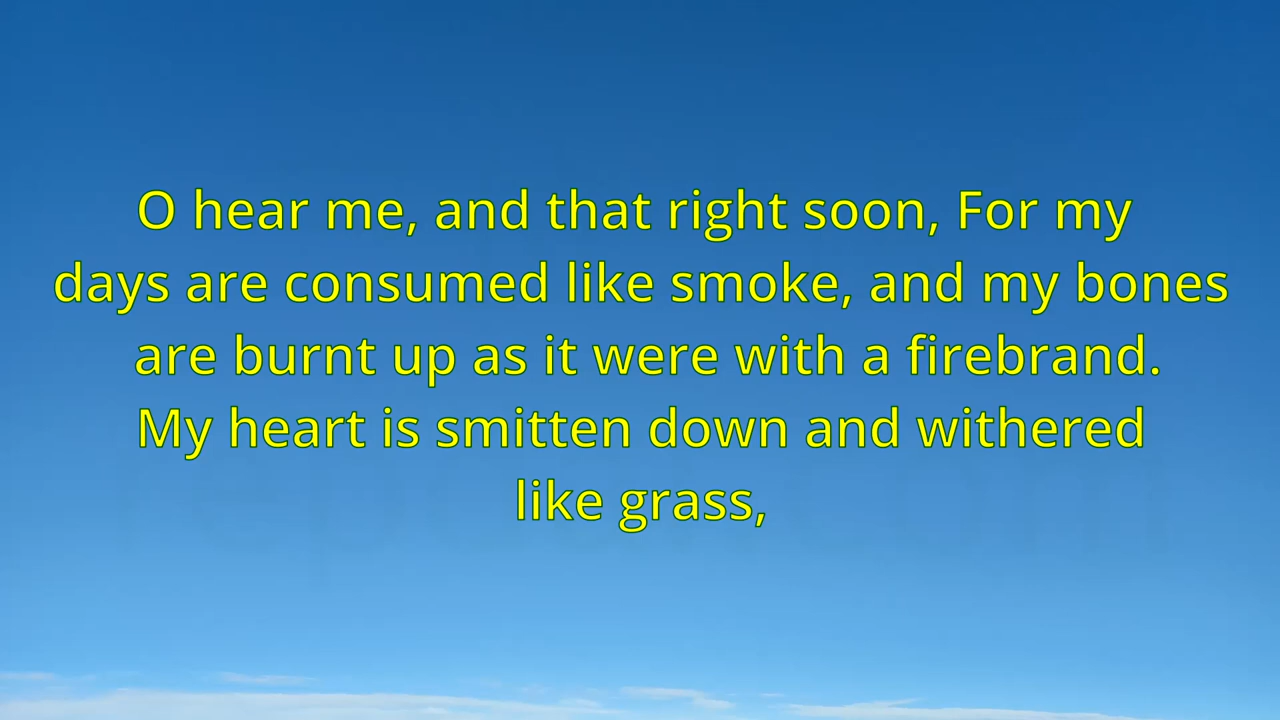 O hear me, and that right soon, For my
days are consumed like smoke, and my bones
are burnt up as it were with a firebrand.
My heart is smitten down and withered
like grass,